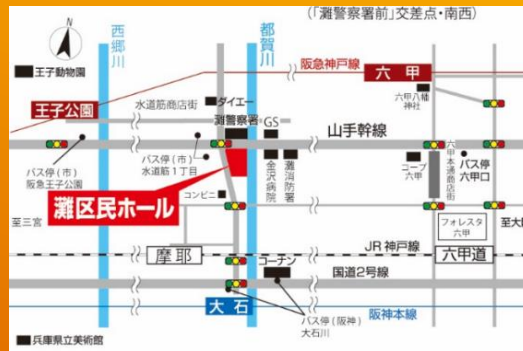 (「灘警察署前」交差点・南西)
西郷川
都賀川
王子動物園
阪急神戸線
六甲
王子公園
水道筋商店街
ダイエー
六甲八幡
神社
灘警察署・GS
山手幹線
バス停(市)
阪急王子公園
バス停(市)
水道筋1丁目
金沢病院
灘消防署
コープ
六甲
六甲本通商店街
バス停
六甲口
灘区民ホール
コンビニ
至三宮
フォレスタ
六甲
至大阪
JR神戸線
摩耶
六甲道
コーナン
国道2号線
大石
バス停(阪神)
大石川
阪神本線
兵庫県立美術館